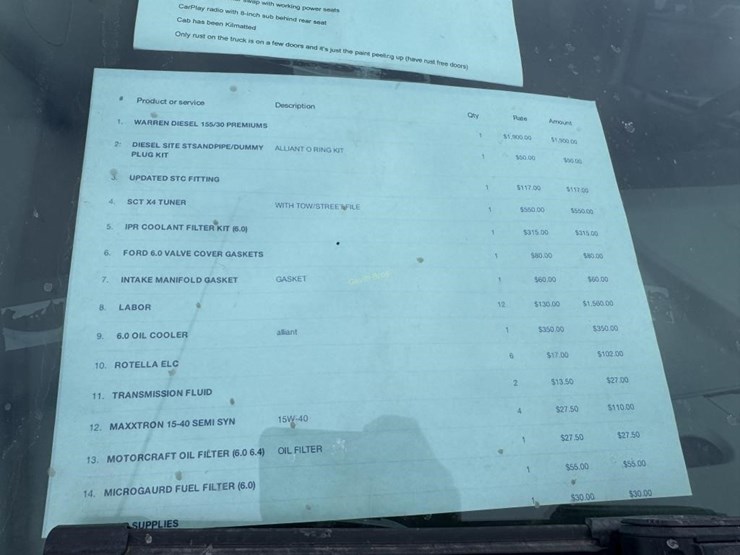 swap with working power seats
CarPlay radio with 8-inch sub behind rear seat
Cab has been Kilmatted
Only rust on the truck is on a few doors and it's just the paint peeling up (have rust free doors)
# Product or service Description Qty Rate Amount
1. WARREN DIESEL 155/30 PREMIUMS 1 $1,900.00 $1,900.00
2. DIESEL SITE STSANDPIPE/DUMMY PLUG KIT ALLIANT O RING KIT 1 $50.00 $50.00
3. UPDATED STC FITTING 1 $117.00 $117.00
4. SCT X4 TUNER WITH TOW/STREET FILE 1 $550.00 $550.00
5. IPR COOLANT FILTER KIT (6.0) 1 $315.00 $315.00
6. FORD 6.0 VALVE COVER GASKETS 1 $80.00 $80.00
7. INTAKE MANIFOLD GASKET GASKET 1 $60.00 $60.00
8. LABOR 12 $130.00 $1,560.00
9. 6.0 OIL COOLER alliant 1 $350.00 $350.00
10. ROTELLA ELC 6 $17.00 $102.00
11. TRANSMISSION FLUID 2 $13.50 $27.00
12. MAXXTRON 15-40 SEMI SYN 15W-40 4 $27.50 $110.00
13. MOTORCRAFT OIL FILTER (6.0 6.4) OIL FILTER 1 $27.50 $27.50
14. MICROGAURD FUEL FILTER (6.0) 1 $55.00 $55.00
SUPPLIES 1 $30.00 $30.00